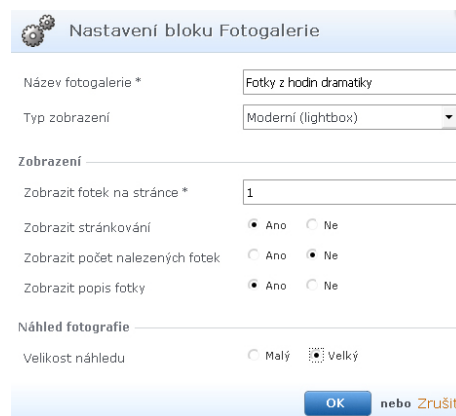 Nastavení bloku Fotogalerie
Název fotogalerie * Fotky z hodin dramatiky
Typ zobrazení Moderní (lightbox)
Zobrazení
Zobrazit fotek na stránce * 1
Zobrazit stránkování Ano Ne
Zobrazit počet nalezených fotek Ano Ne
Zobrazit popis fotky Ano Ne
Náhled fotografie
Velikost náhledu Malý Velký
OK nebo Zrušit